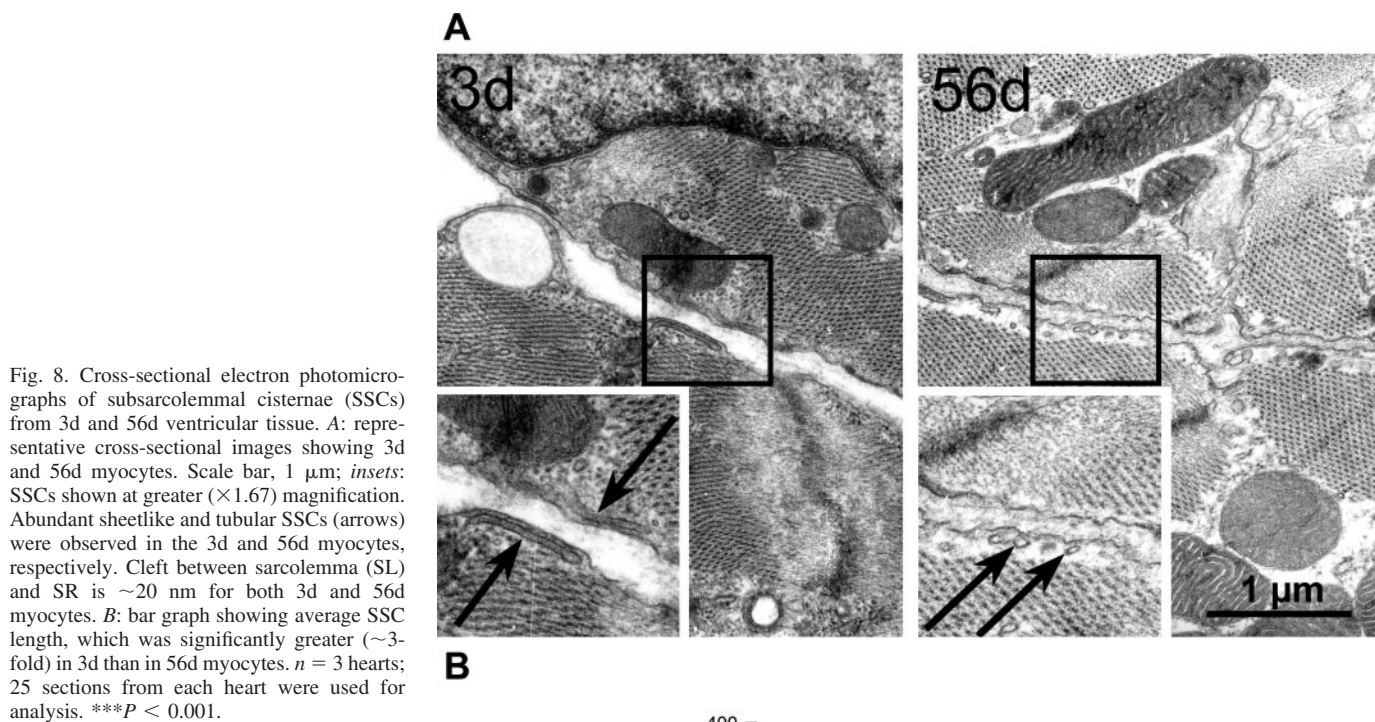 A
3d
56d
1 µm
Fig. 8. Cross-sectional electron photomicro-
graphs of subsarcolemmal cisternae (SSCs)
from 3d and 56d ventricular tissue. A: repre-
sentative cross-sectional images showing 3d
and 56d myocytes. Scale bar, 1 µm; insets:
SSCs shown at greater (×1.67) magnification.
Abundant sheetlike and tubular SSCs (arrows)
were observed in the 3d and 56d myocytes,
respectively. Cleft between sarcolemma (SL)
and SR is ~20 nm for both 3d and 56d
myocytes. B: bar graph showing average SSC
length, which was significantly greater (~3-
fold) in 3d than in 56d myocytes. n = 3 hearts;
25 sections from each heart were used for
analysis. ***P < 0.001.
B